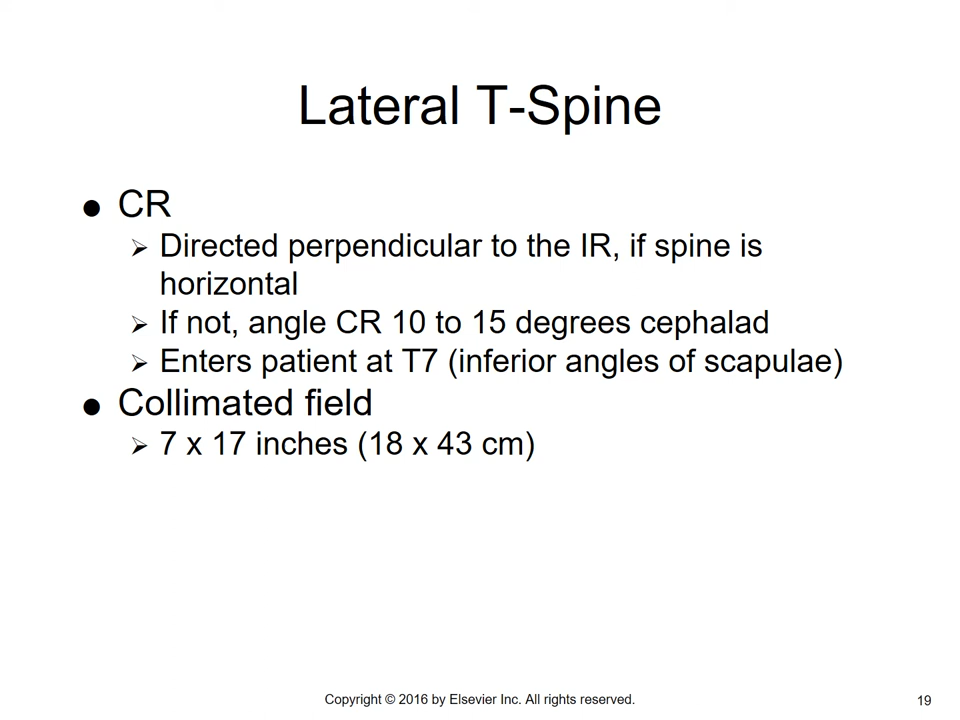 Lateral T-Spine
● CR
➢ Directed perpendicular to the IR, if spine is
horizontal
➢ If not, angle CR 10 to 15 degrees cephalad
➢ Enters patient at T7 (inferior angles of scapulae)
● Collimated field
➢ 7 x 17 inches (18 x 43 cm)
Copyright © 2016 by Elsevier Inc. All rights reserved.
19